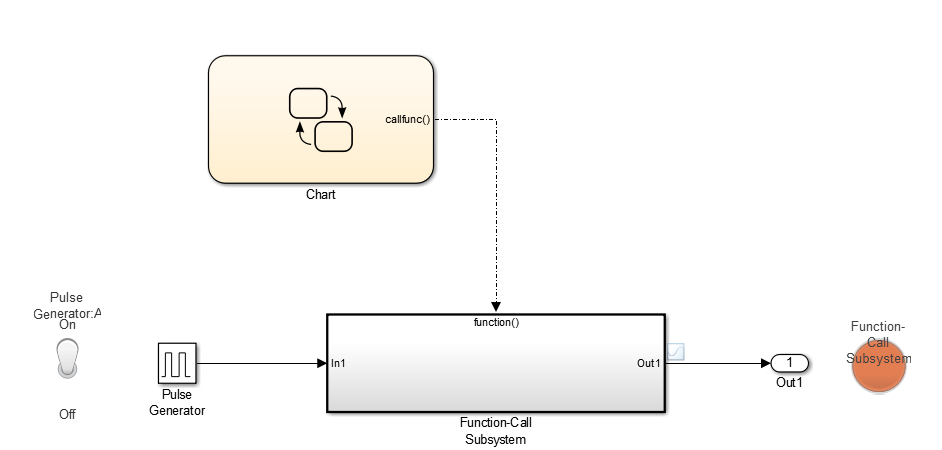 callfunc()
Chart
Pulse
Generator:A
On
Off
Pulse
Generator
function()
In1
Out1
Function-Call
Subsystem
1
Out1
Function-
Call
Subsystem